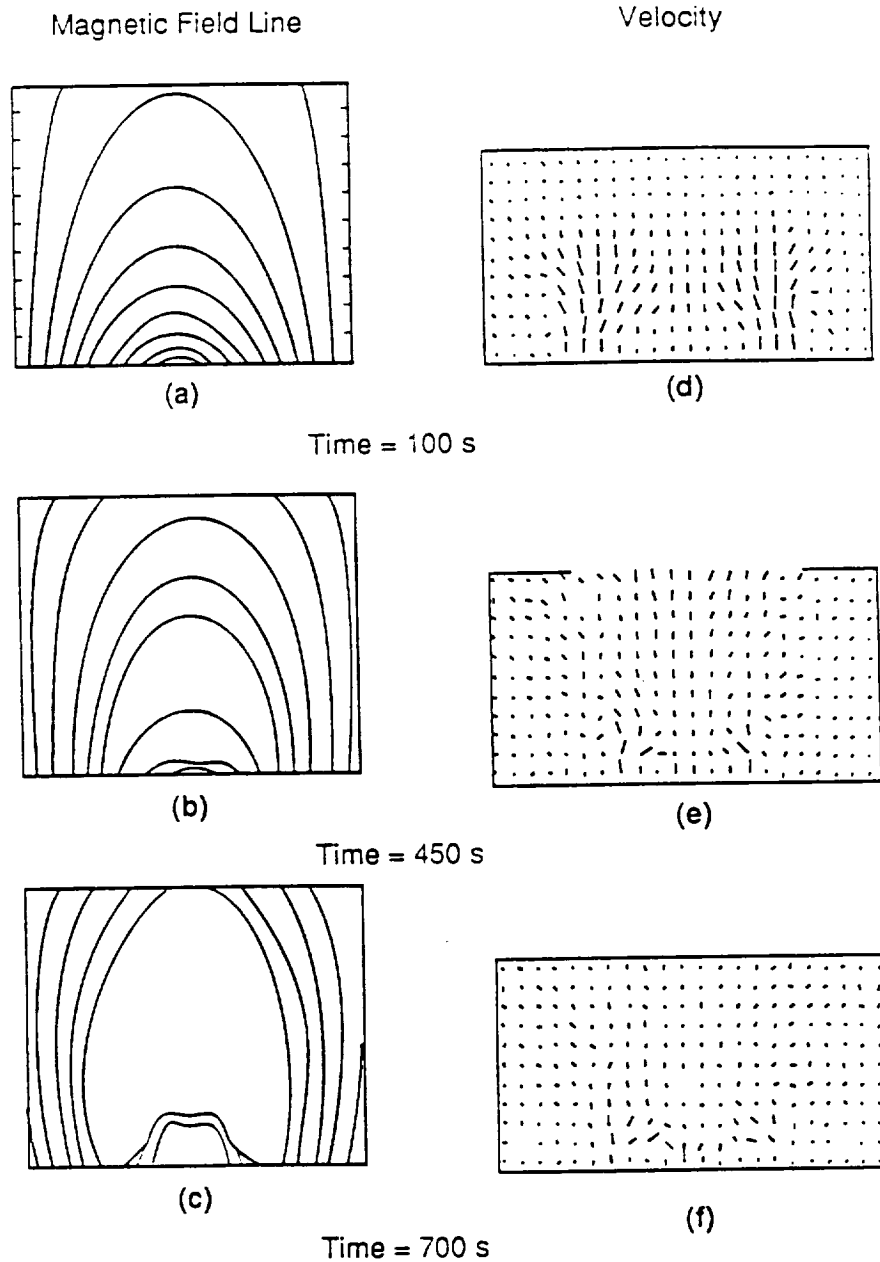 Magnetic Field Line
Velocity
(a)
(d)
Time = 100 s
(b)
(e)
Time = 450 s
(c)
(f)
Time = 700 s